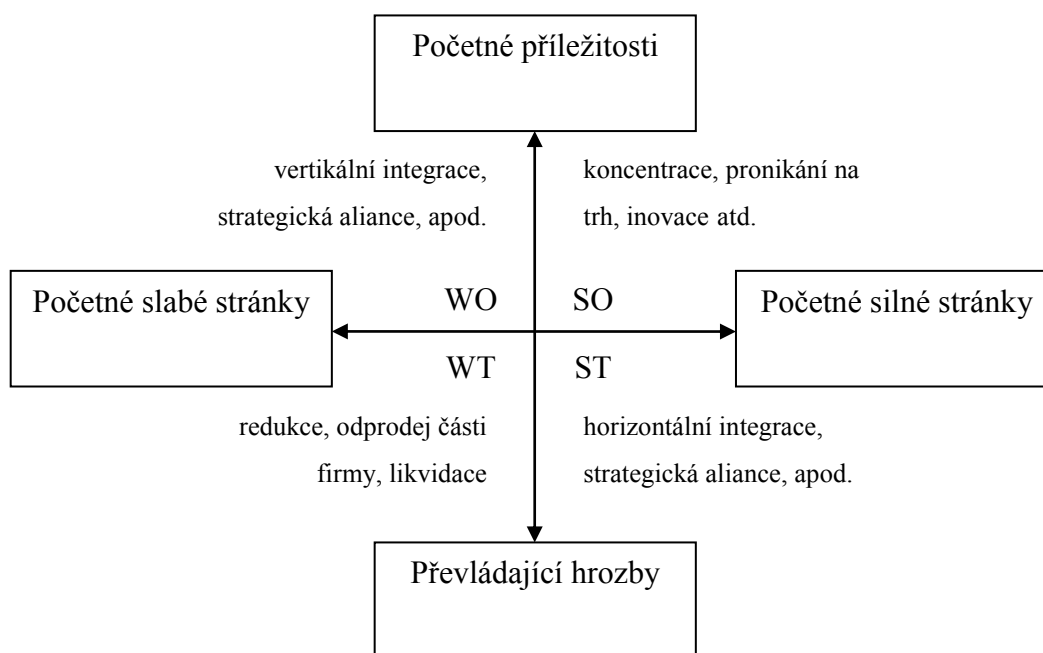 Početné příležitosti
vertikální integrace,
strategická aliance, apod.
koncentrace, pronikání na
trh, inovace atd.
Početné slabé stránky
WO
SO
Početné silné stránky
WT
ST
redukce, odprodej části
firmy, likvidace
horizontální integrace,
strategická aliance, apod.
Převládající hrozby